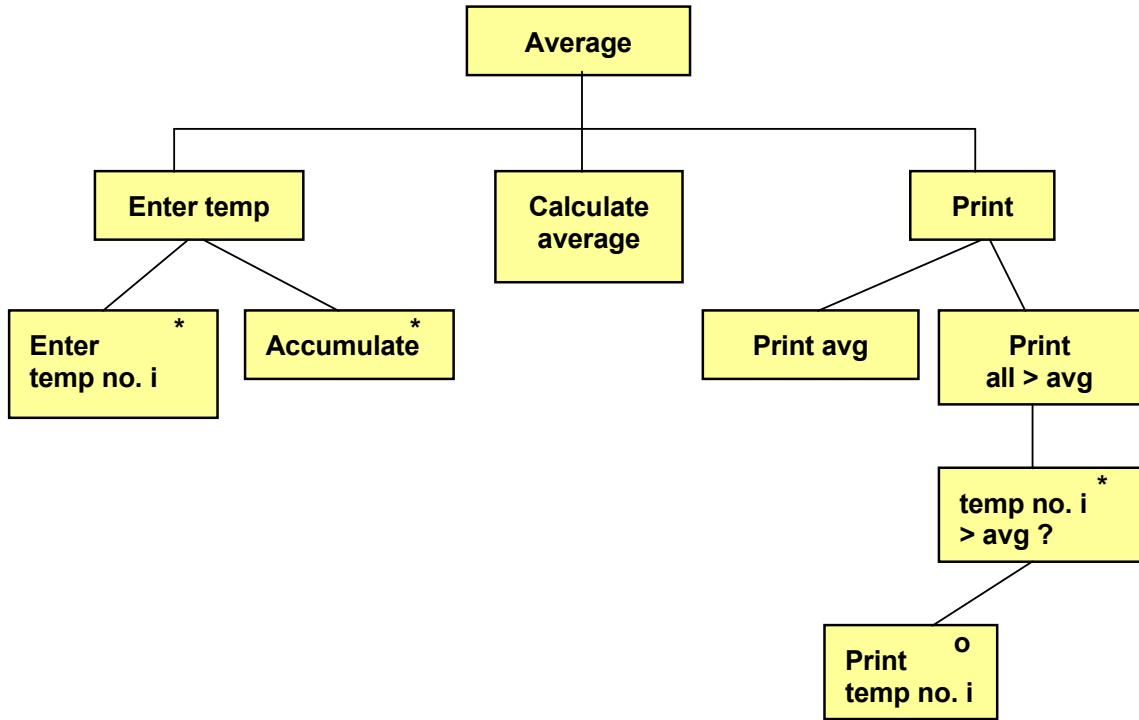 Average
Enter temp
Calculate
average
Print
Enter *
temp no. i
Accumulate *
Print avg
Print
all > avg
temp no. i *
> avg ?
Print o
temp no. i